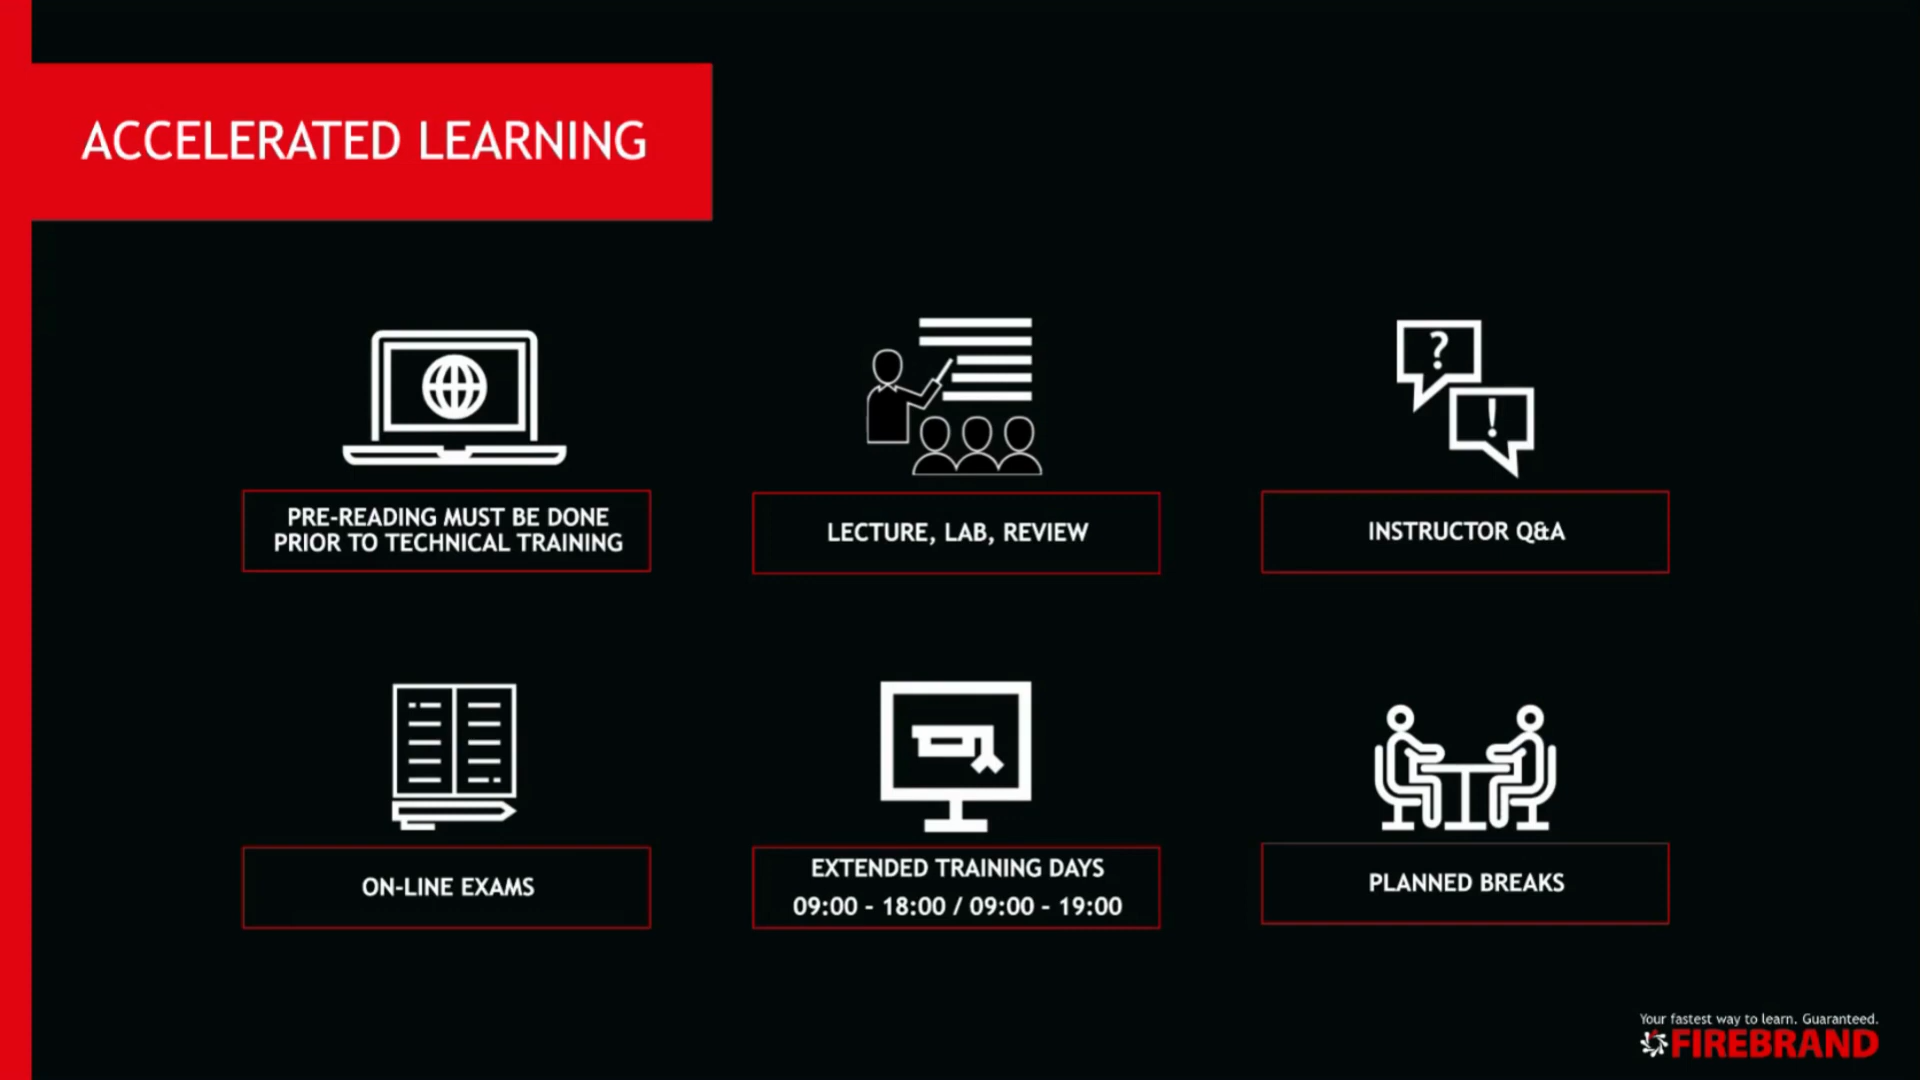 ACCELERATED LEARNING
?
!
PRE-READING MUST BE DONE
PRIOR TO TECHNICAL TRAINING
LECTURE, LAB, REVIEW
INSTRUCTOR Q&A
ON-LINE EXAMS
EXTENDED TRAINING DAYS
09:00 - 18:00 / 09:00 - 19:00
PLANNED BREAKS
Your fastest way to learn. Guaranteed.
FIREBRAND